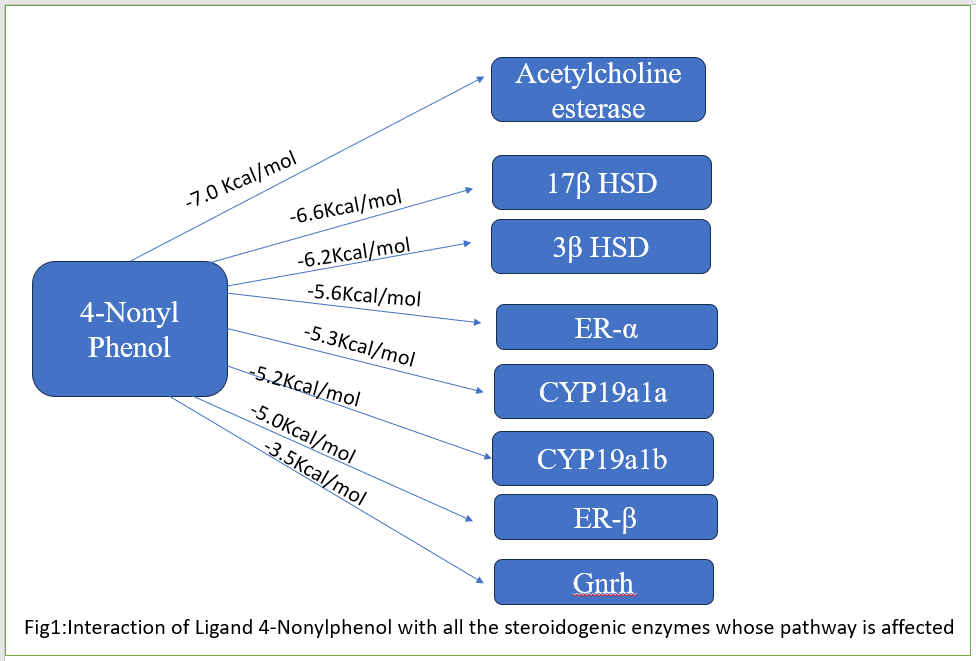 Acetylcholine
esterase
-7.0 Kcal/mol
17β HSD
-6.6Kcal/mol
3β HSD
-6.2Kcal/mol
4-Nonyl
Phenol
-5.6Kcal/mol
ER-α
-5.3Kcal/mol
CYP19a1a
-5.2Kcal/mol
CYP19a1b
-5.0Kcal/mol
ER-β
-3.5Kcal/mol
Gnrh
Fig1:Interaction of Ligand 4-Nonylphenol with all the steroidogenic enzymes whose pathway is affected